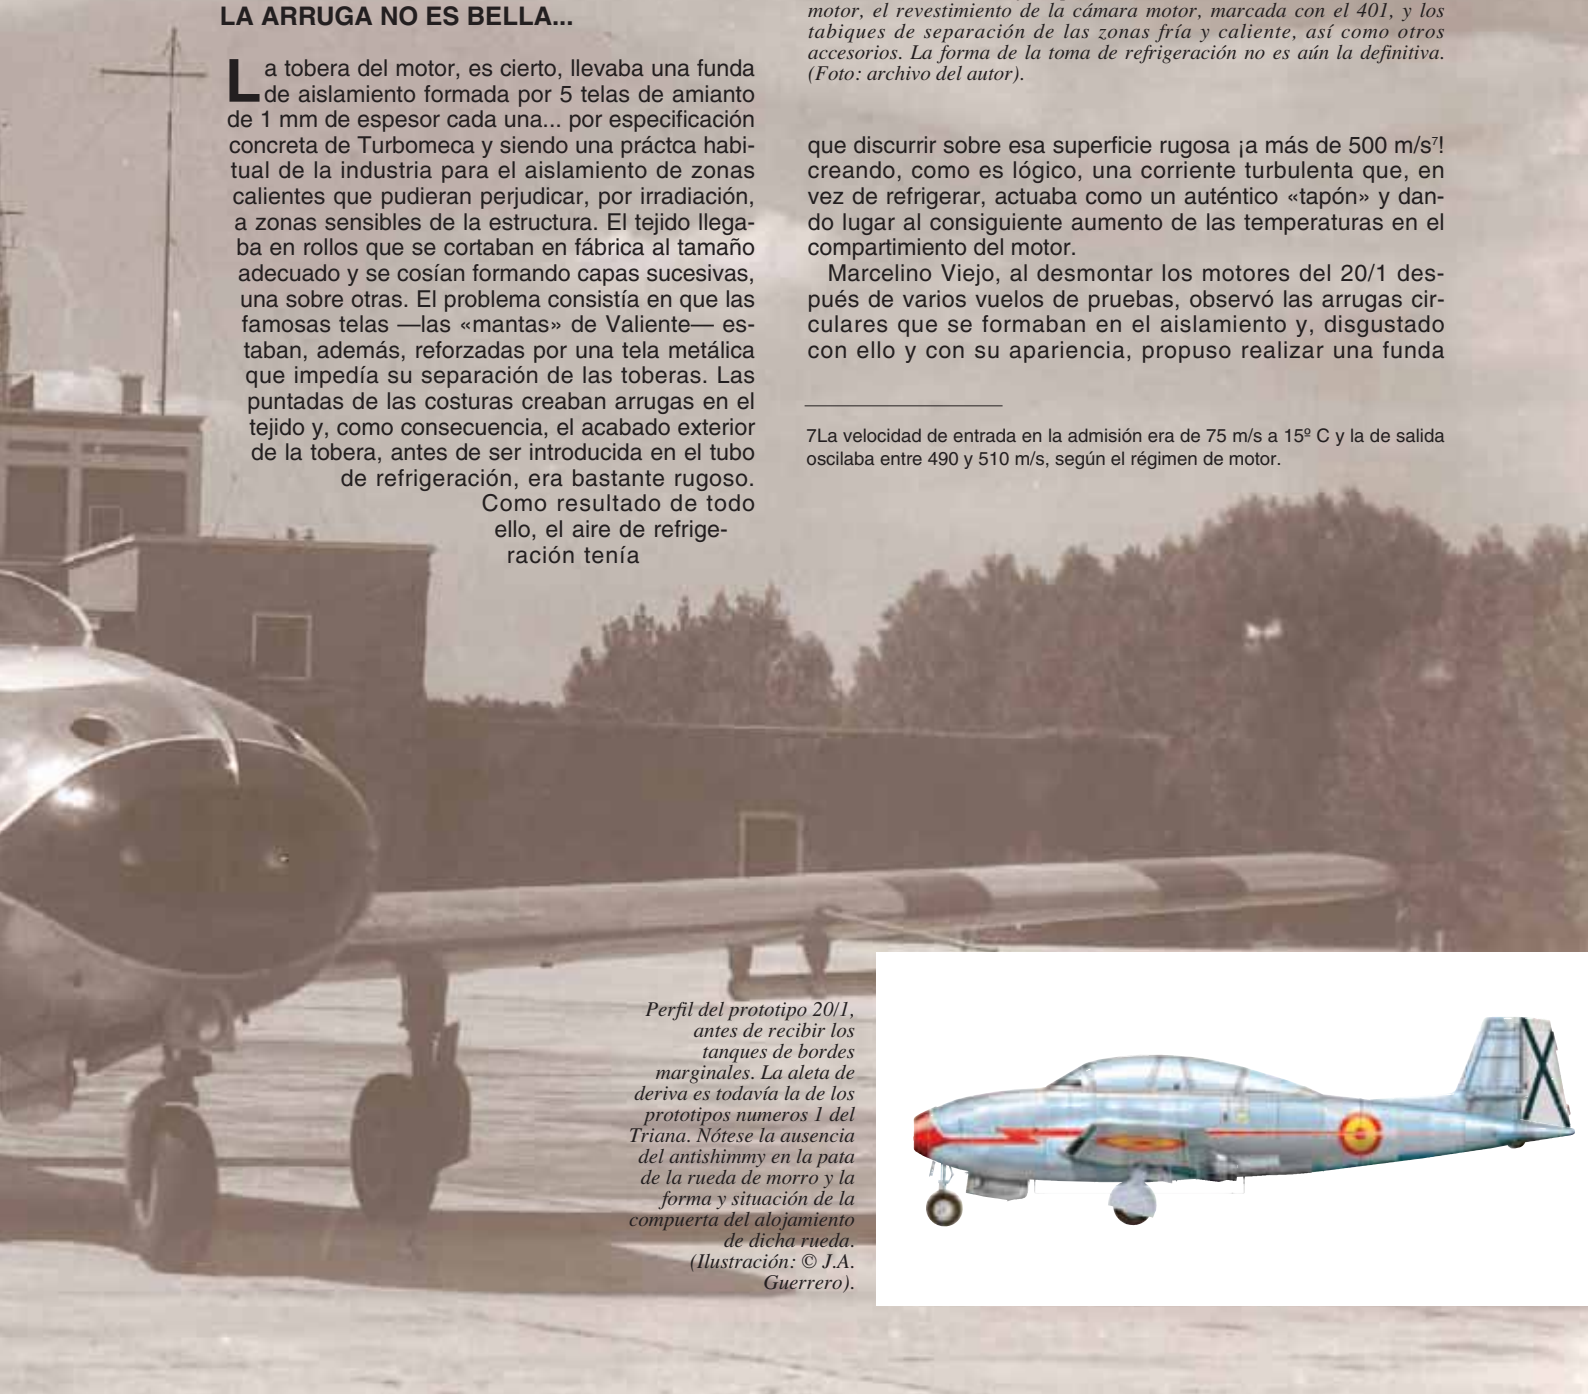 LA ARRUGA NO ES BELLA...
La tobera del motor, es cierto, llevaba una funda
de aislamiento formada por 5 telas de amianto
de 1 mm de espesor cada una... por especificación
concreta de Turbomeca y siendo una práctca habi-
tual de la industria para el aislamiento de zonas
calientes que pudieran perjudicar, por irradiación,
a zonas sensibles de la estructura. El tejido llega-
ba en rollos que se cortaban en fábrica al tamaño
adecuado y se cosían formando capas sucesivas,
una sobre otras. El problema consistía en que las
famosas telas —las «mantas» de Valiente— es-
taban, además, reforzadas por una tela metálica
que impedía su separación de las toberas. Las
puntadas de las costuras creaban arrugas en el
tejido y, como consecuencia, el acabado exterior
de la tobera, antes de ser introducida en el tubo
de refrigeración, era bastante rugoso.
Como resultado de todo
ello, el aire de refrige-
ración tenía
motor, el revestimiento de la cámara motor, marcada con el 401, y los
tabiques de separación de las zonas fría y caliente, así como otros
accesorios. La forma de la toma de refrigeración no es aún la definitiva.
(Foto: archivo del autor).
que discurrir sobre esa superficie rugosa ¡a más de 500 m/s7!
creando, como es lógico, una corriente turbulenta que, en
vez de refrigerar, actuaba como un auténtico «tapón» y dan-
do lugar al consiguiente aumento de las temperaturas en el
compartimiento del motor.
Marcelino Viejo, al desmontar los motores del 20/1 des-
pués de varios vuelos de pruebas, observó las arrugas cir-
culares que se formaban en el aislamiento y, disgustado
con ello y con su apariencia, propuso realizar una funda
7La velocidad de entrada en la admisión era de 75 m/s a 15º C y la de salida
oscilaba entre 490 y 510 m/s, según el régimen de motor.
Perfil del prototipo 20/1,
antes de recibir los
tanques de bordes
marginales. La aleta de
deriva es todavía la de los
prototipos numeros 1 del
Triana. Nótese la ausencia
del antishimmy en la pata
de la rueda de morro y la
forma y situación de la
compuerta del alojamiento
de dicha rueda.
(Ilustración: © J.A.
Guerrero).